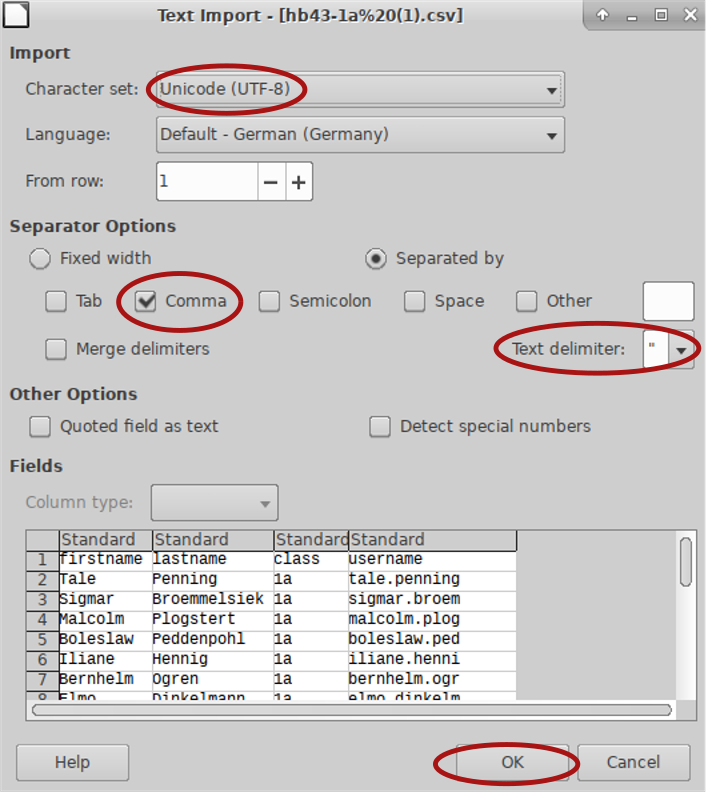 Text Import - [hb43-1a%20(1).csv]
Import
Character set: Unicode (UTF-8)
Language: Default - German (Germany)
From row: 1
Separator Options
Fixed width Separated by
Tab Comma Semicolon Space Other
Merge delimiters Text delimiter: "
Other Options
Quoted field as text Detect special numbers
Fields
Column type:
Standard Standard Standard Standard
1 firstname lastname class username
2 Tale Penning 1a tale.penning
3 Sigmar Broemmelsiek 1a sigmar.broem
4 Malcolm Plogstert 1a malcolm.plog
5 Boleslaw Peddenpohl 1a boleslaw.ped
6 Iliane Hennig 1a iliane.henni
7 Bernhelm Ogren 1a bernhelm.ogr
8 Elmo Dinkelmann 1a elmo.dinkelm
Help OK Cancel